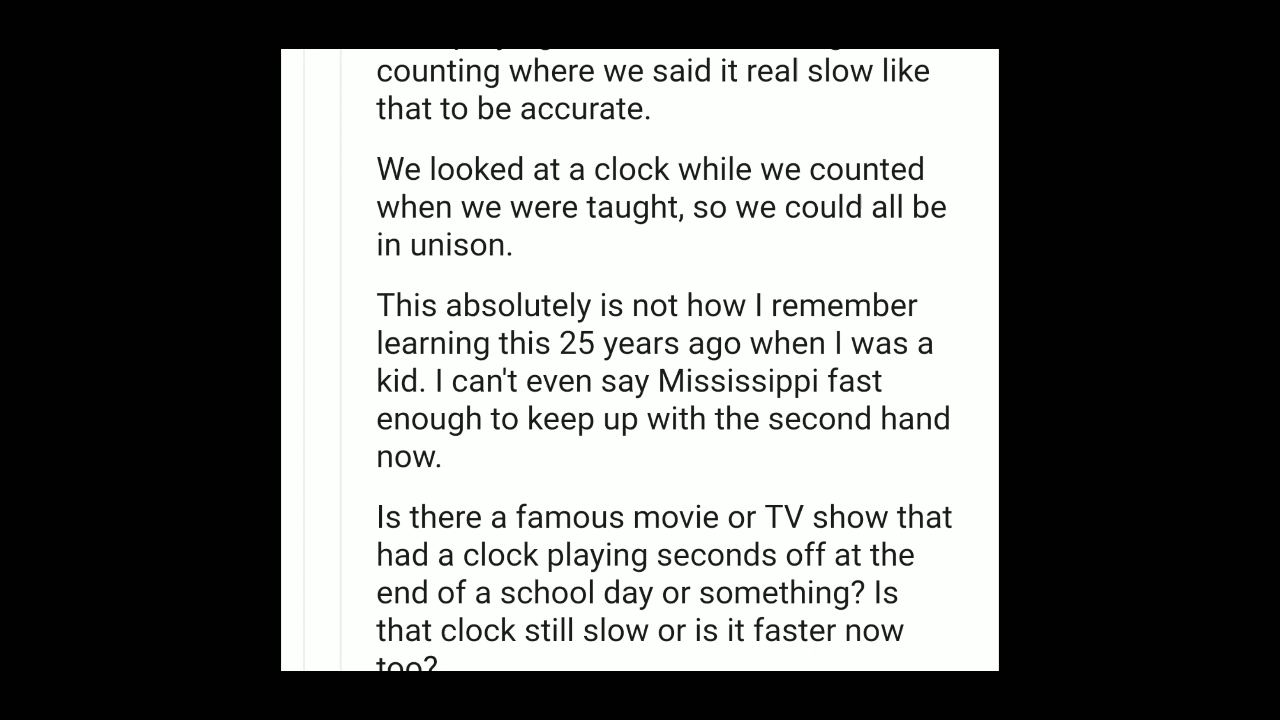 counting where we said it real slow like
that to be accurate.
We looked at a clock while we counted
when we were taught, so we could all be
in unison.
This absolutely is not how I remember
learning this 25 years ago when I was a
kid. I can't even say Mississippi fast
enough to keep up with the second hand
now.
Is there a famous movie or TV show that
had a clock playing seconds off at the
end of a school day or something? Is
that clock still slow or is it faster now
too?